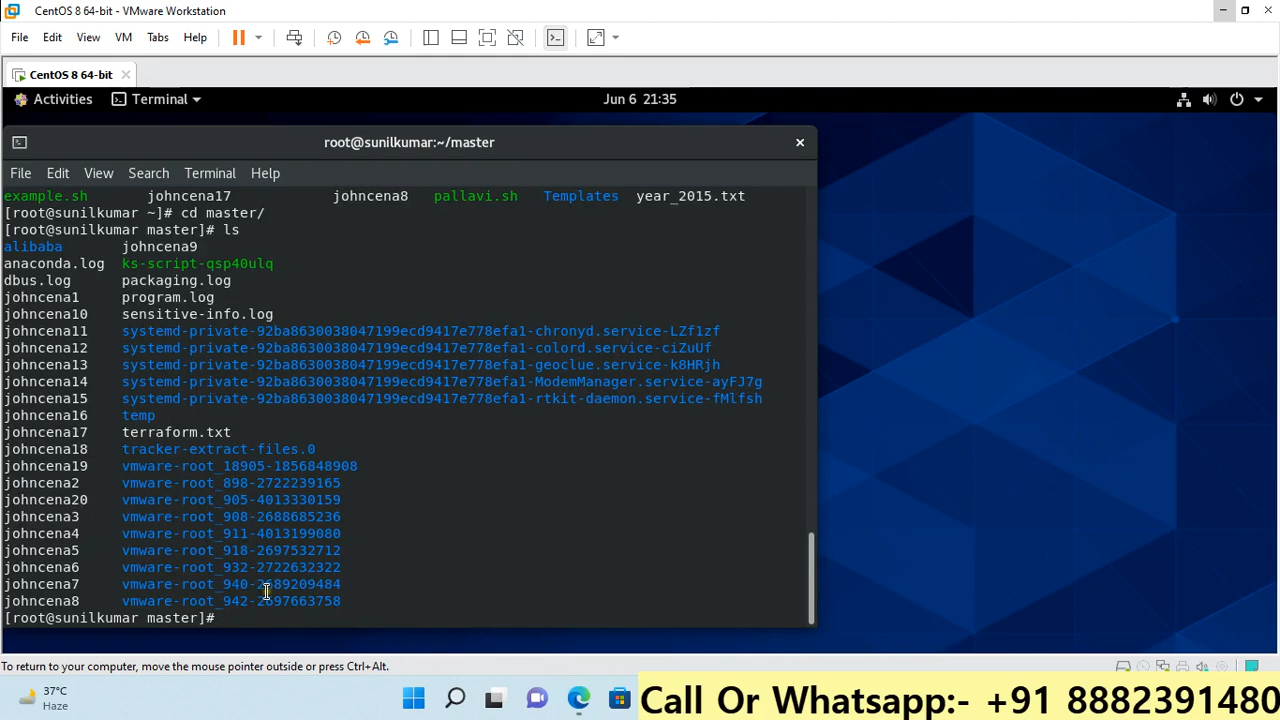 CentOS 8 64-bit - VMware Workstation
File Edit View VM Tabs Help
CentOS 8 64-bit
Activities Terminal Jun 6 21:35
root@sunilkumar:~/master
File Edit View Search Terminal Help
example.sh johncena17 johncena8 pallavi.sh Templates year_2015.txt
[root@sunilkumar ~]# cd master/
[root@sunilkumar master]# ls
alibaba johncena9
anaconda.log ks-script-qsp40ulq
dbus.log packaging.log
johncena1 program.log
johncena10 sensitive-info.log
johncena11 systemd-private-92ba8630038047199ecd9417e778efa1-chronyd.service-LZf1zf
johncena12 systemd-private-92ba8630038047199ecd9417e778efa1-colord.service-ciZuUf
johncena13 systemd-private-92ba8630038047199ecd9417e778efa1-geoclue.service-k8HRjh
johncena14 systemd-private-92ba8630038047199ecd9417e778efa1-ModemManager.service-ayFJ7g
johncena15 systemd-private-92ba8630038047199ecd9417e778efa1-rtkit-daemon.service-fMlfsh
johncena16 temp
johncena17 terraform.txt
johncena18 tracker-extract-files.0
johncena19 vmware-root_18905-1856848908
johncena2 vmware-root_898-2722239165
johncena20 vmware-root_905-4013330159
johncena3 vmware-root_908-2688685236
johncena4 vmware-root_911-4013199080
johncena5 vmware-root_918-2697532712
johncena6 vmware-root_932-2722632322
johncena7 vmware-root_940-2689209484
johncena8 vmware-root_942-2697663758
[root@sunilkumar master]#
To return to your computer, move the mouse pointer outside or press Ctrl+Alt.
37°C
Haze
Call Or Whatsapp:- +91 8882391480